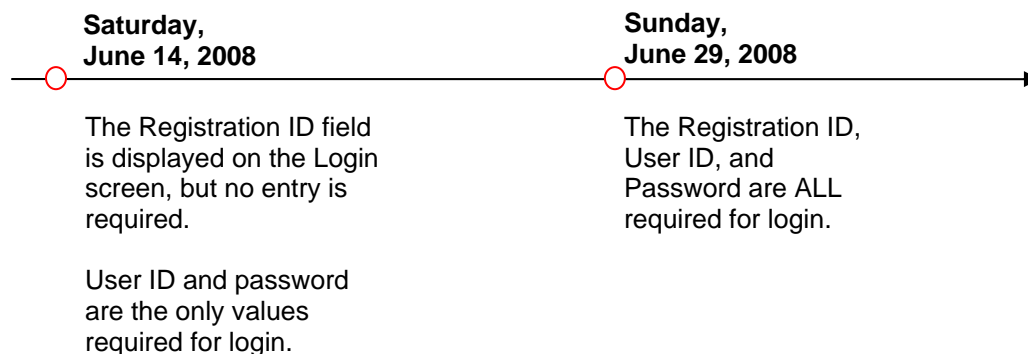 Saturday,
June 14, 2008
The Registration ID field
is displayed on the Login
screen, but no entry is
required.
User ID and password
are the only values
required for login.
Sunday,
June 29, 2008
The Registration ID,
User ID, and
Password are ALL
required for login.